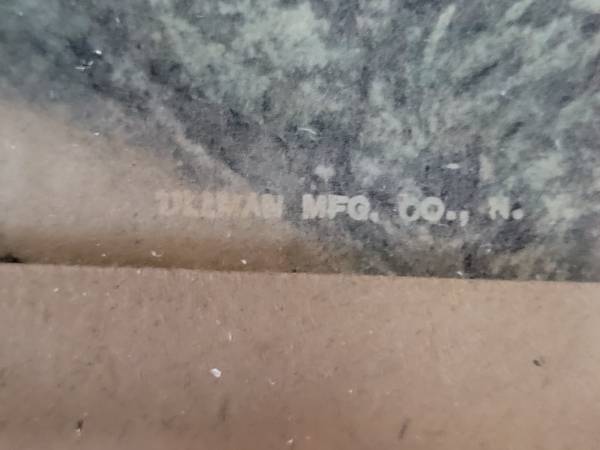 ULLMAN MFG. CO., N. Y.